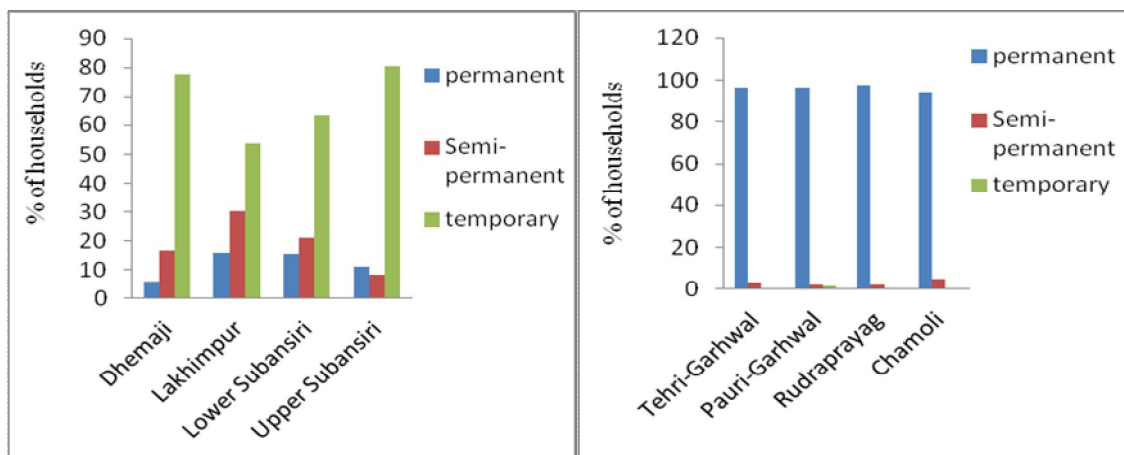 90
80
70
60
50
40
30
20
10
0
% of households
Dhemaji
Lakhimpur
Lower Subansiri
Upper Subansiri
permanent
Semi-
permanent
temporary
120
100
80
60
40
20
0
% of households
Tehri-Garhwal
Pauri-Garhwal
Rudraprayag
Chamoli
permanent
Semi-
permanent
temporary